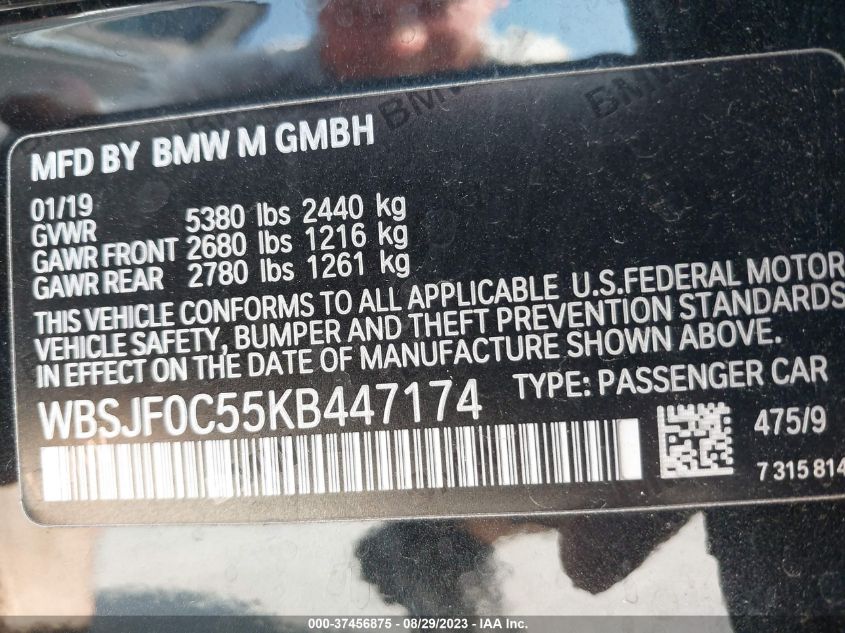 BMW
BMW
MFD BY BMW M GMBH
01/19
GVWR 5380 lbs 2440 kg
GAWR FRONT 2680 lbs 1216 kg
GAWR REAR 2780 lbs 1261 kg
THIS VEHICLE CONFORMS TO ALL APPLICABLE U.S.FEDERAL MOTOR
VEHICLE SAFETY, BUMPER AND THEFT PREVENTION STANDARDS
IN EFFECT ON THE DATE OF MANUFACTURE SHOWN ABOVE.
WBSJF0C55KB447174 TYPE: PASSENGER CAR
475/9
7 315 814
000-37456875 - 08/29/2023 - IAA Inc.